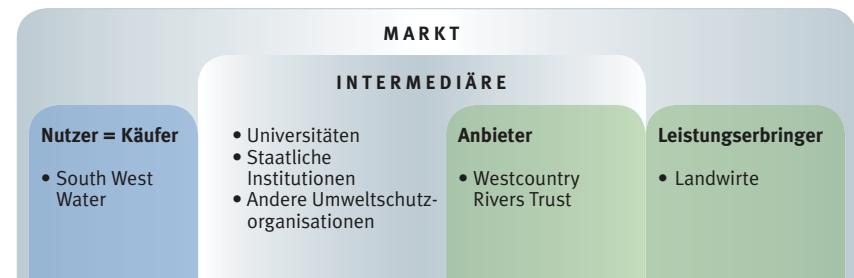 MARKT
INTERMEDIÄRE
Nutzer = Käufer
• South West
Water
• Universitäten
• Staatliche
Institutionen
• Andere Umweltschutz-
organisationen
Anbieter
• Westcountry
Rivers Trust
Leistungserbringer
• Landwirte